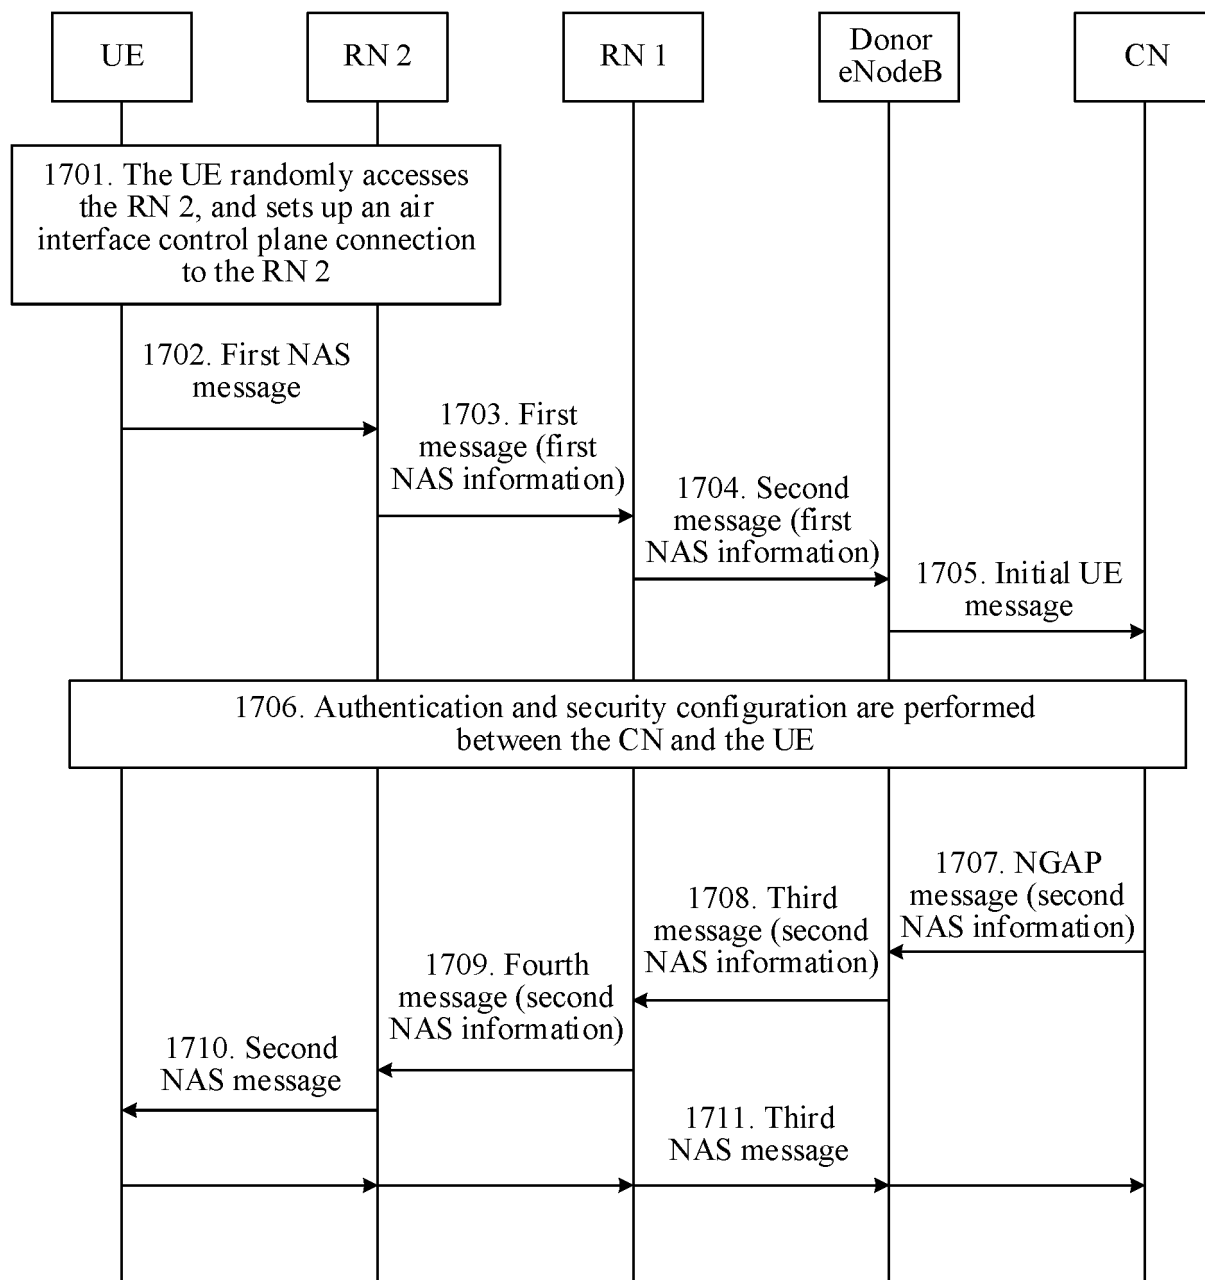 UE
RN 2
RN 1
Donor
eNodeB
CN
1701. The UE randomly accesses
the RN 2, and sets up an air
interface control plane connection
to the RN 2
1702. First NAS
message
1703. First
message (first
NAS information)
1704. Second
message (first
NAS information)
1705. Initial UE
message
1706. Authentication and security configuration are performed
between the CN and the UE
1707. NGAP
message (second
NAS information)
1708. Third
message (second
NAS information)
1709. Fourth
message (second
NAS information)
1710. Second
NAS message
1711. Third
NAS message